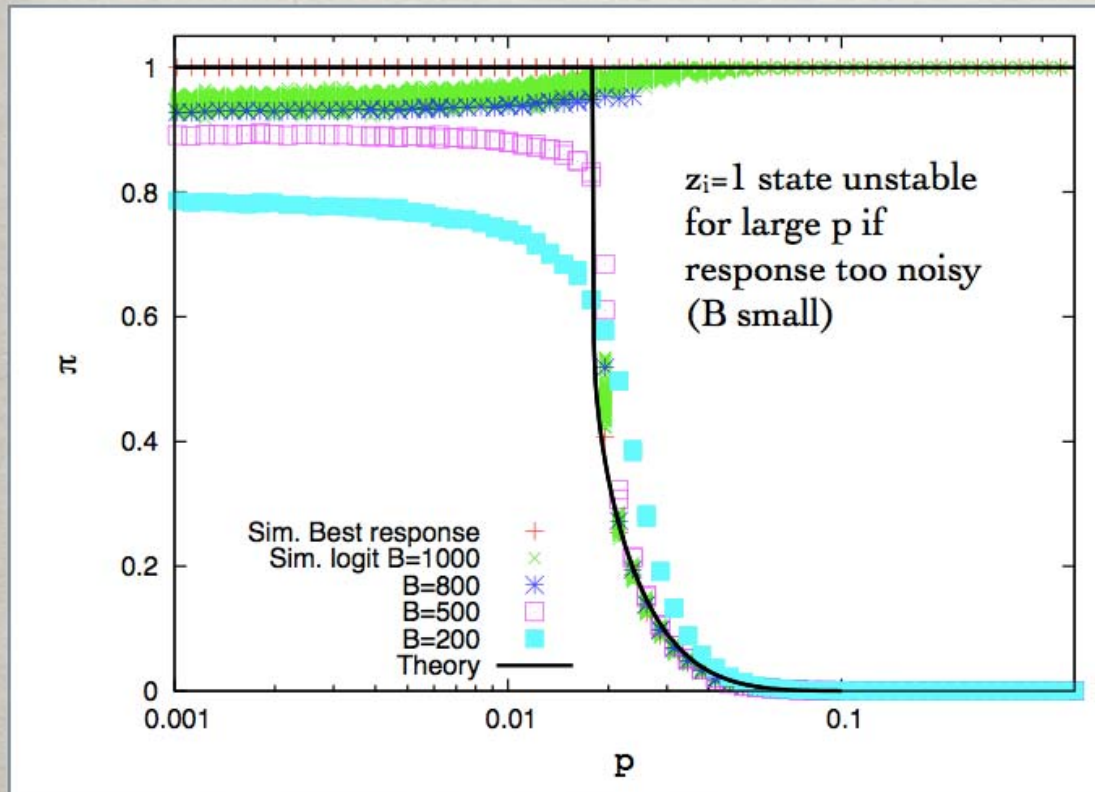 1
0.8
0.6
0.4
0.2
0
π
zᵢ=1 state unstable
for large p if
response too noisy
(B small)
Sim. Best response
Sim. logit B=1000
B=800
B=500
B=200
Theory
0.001
0.01
0.1
p